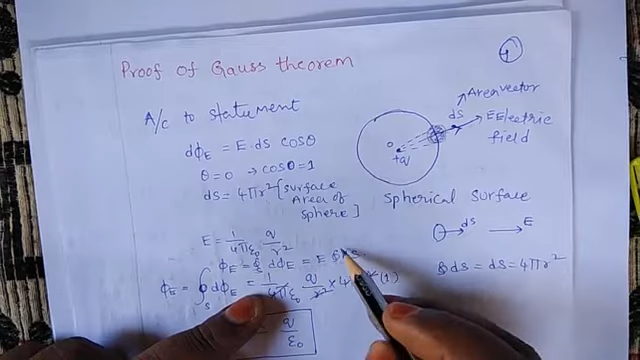 Proof of Gauss theorem
1
A/c to statement
dΦE = E . ds cosθ
θ = 0 → cosθ = 1
ds = 4πr² [surface
Area of
sphere]
Area vector
ds
E Electric
field
+q
Spherical Surface
ds
E
E = 1/4πε₀ q/r²
ΦE = ∮ dΦE = E
∮ ds = ds = 4πr²
ΦE = ∮s dΦE = 1/4πε₀ q/r² × (1)
= q/ε₀